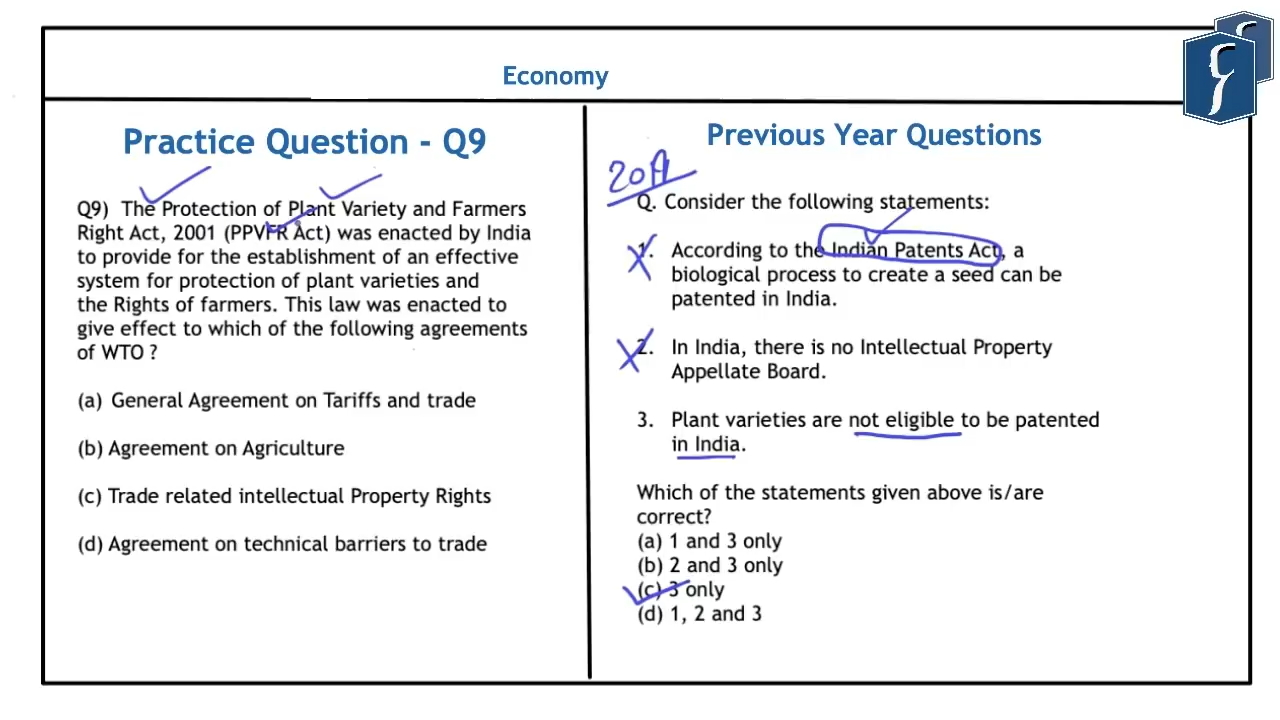 Economy
Practice Question - Q9
Q9) The Protection of Plant Variety and Farmers
Right Act, 2001 (PPVFR Act) was enacted by India
to provide for the establishment of an effective
system for protection of plant varieties and
the Rights of farmers. This law was enacted to
give effect to which of the following agreements
of WTO ?
(a) General Agreement on Tariffs and trade
(b) Agreement on Agriculture
(c) Trade related intellectual Property Rights
(d) Agreement on technical barriers to trade
Previous Year Questions
Q. Consider the following statements:
1. According to the Indian Patents Act, a
biological process to create a seed can be
patented in India.
2. In India, there is no Intellectual Property
Appellate Board.
3. Plant varieties are not eligible to be patented
in India.
Which of the statements given above is/are
correct?
(a) 1 and 3 only
(b) 2 and 3 only
(c) 3 only
(d) 1, 2 and 3